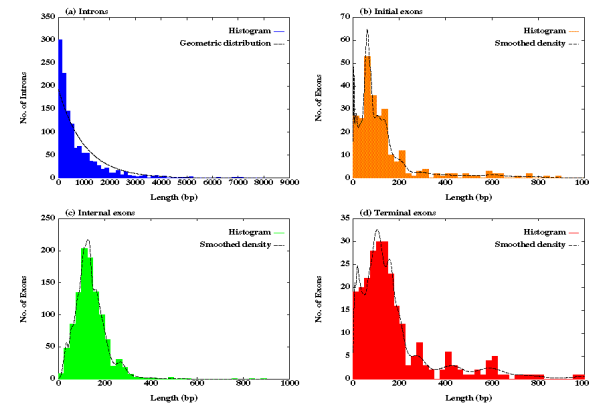 (a) Introns
350
300
250
200
150
100
50
0
No. of Introns
Histogram
Geometric distribution
0 1000 2000 3000 4000 5000 6000 7000 8000 9000
Length (bp)
(b) Initial exons
70
60
50
40
30
20
10
0
No. of Exons
Histogram
Smoothed density
0 200 400 600 800 1000
Length (bp)
(c) Internal exons
250
200
150
100
50
0
No. of Exons
Histogram
Smoothed density
0 200 400 600 800 1000
Length (bp)
(d) Terminal exons
35
30
25
20
15
10
5
0
No. of Exons
Histogram
Smoothed density
0 200 400 600 800 1000
Length (bp)